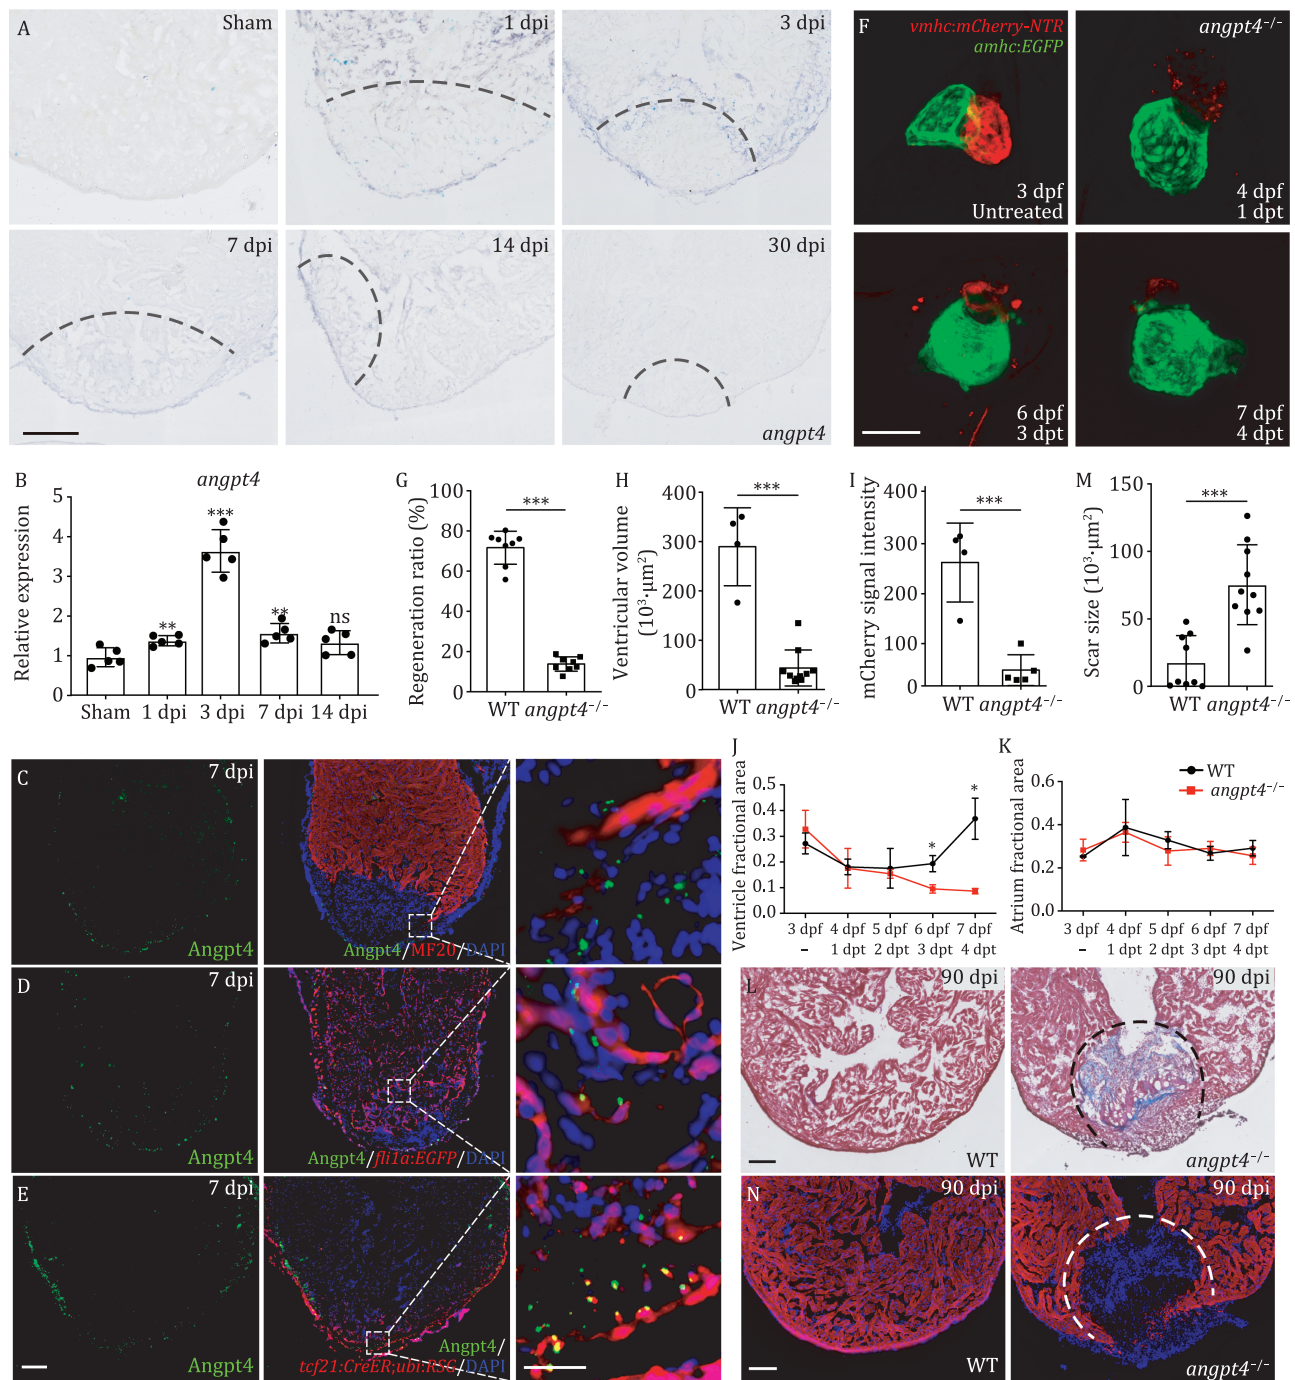 A
Sham
1 dpi
3 dpi
7 dpi
14 dpi
30 dpi
angpt4
F
vmhc:mCherry-NTR
amhc:EGFP
angpt4−/−
3 dpf
Untreated
4 dpf
1 dpt
6 dpf
3 dpt
7 dpf
4 dpt
B
angpt4
Relative expression
5
4
3
2
1
0
***
**
**
ns
Sham 1 dpi 3 dpi 7 dpi 14 dpi
G
Regeneration ratio (%)
100
80
60
40
20
0
***
WT angpt4−/−
H
Ventricular volume
(10³·μm²)
400
300
200
100
0
***
WT angpt4−/−
I
mCherry signal intensity
400
300
200
100
0
***
WT angpt4−/−
M
Scar size (10³·μm²)
150
100
50
0
***
WT angpt4−/−
C
7 dpi
Angpt4
Angpt4/MF20/DAPI
D
7 dpi
Angpt4
Angpt4/fli1a:EGFP/DAPI
E
7 dpi
Angpt4
Angpt4/
tcf21:CreER;ubi:RSG/DAPI
J
Ventricle fractional area
0.5
0.4
0.3
0.2
0.1
0.0
*
*
3 dpf 4 dpf 5 dpf 6 dpf 7 dpf
– 1 dpt 2 dpt 3 dpt 4 dpt
K
Atrium fractional area
0.6
0.4
0.2
0.0
WT
angpt4−/−
3 dpf 4 dpf 5 dpf 6 dpf 7 dpf
– 1 dpt 2 dpt 3 dpt 4 dpt
L
90 dpi
WT
90 dpi
angpt4−/−
N
90 dpi
WT
90 dpi
angpt4−/−